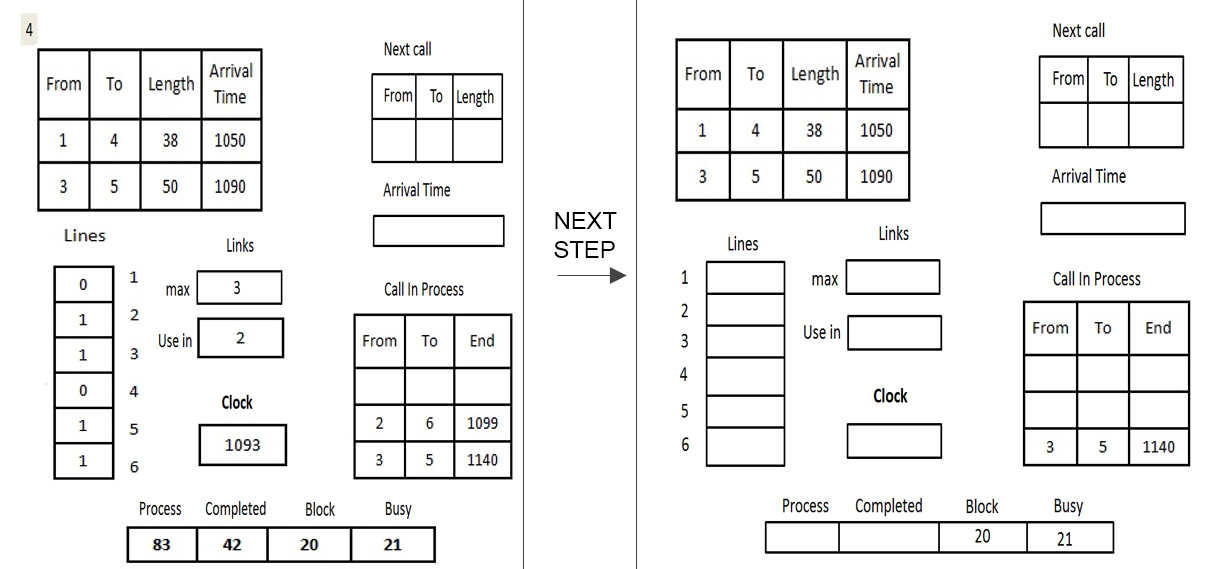 4
From To Length Arrival Time
1 4 38 1050
3 5 50 1090
Next call
From To Length
Arrival Time
Lines
0 1
1 2
1 3
0 4
1 5
1 6
Links
max 3
Use in 2
Clock
1093
Call In Process
From To End
2 6 1099
3 5 1140
Process Completed Block Busy
83 42 20 21
NEXT
STEP
From To Length Arrival Time
1 4 38 1050
3 5 50 1090
Next call
From To Length
Arrival Time
Lines
1
2
3
4
5
6
Links
max
Use in
Clock
Call In Process
From To End
3 5 1140
Process Completed Block Busy
20 21